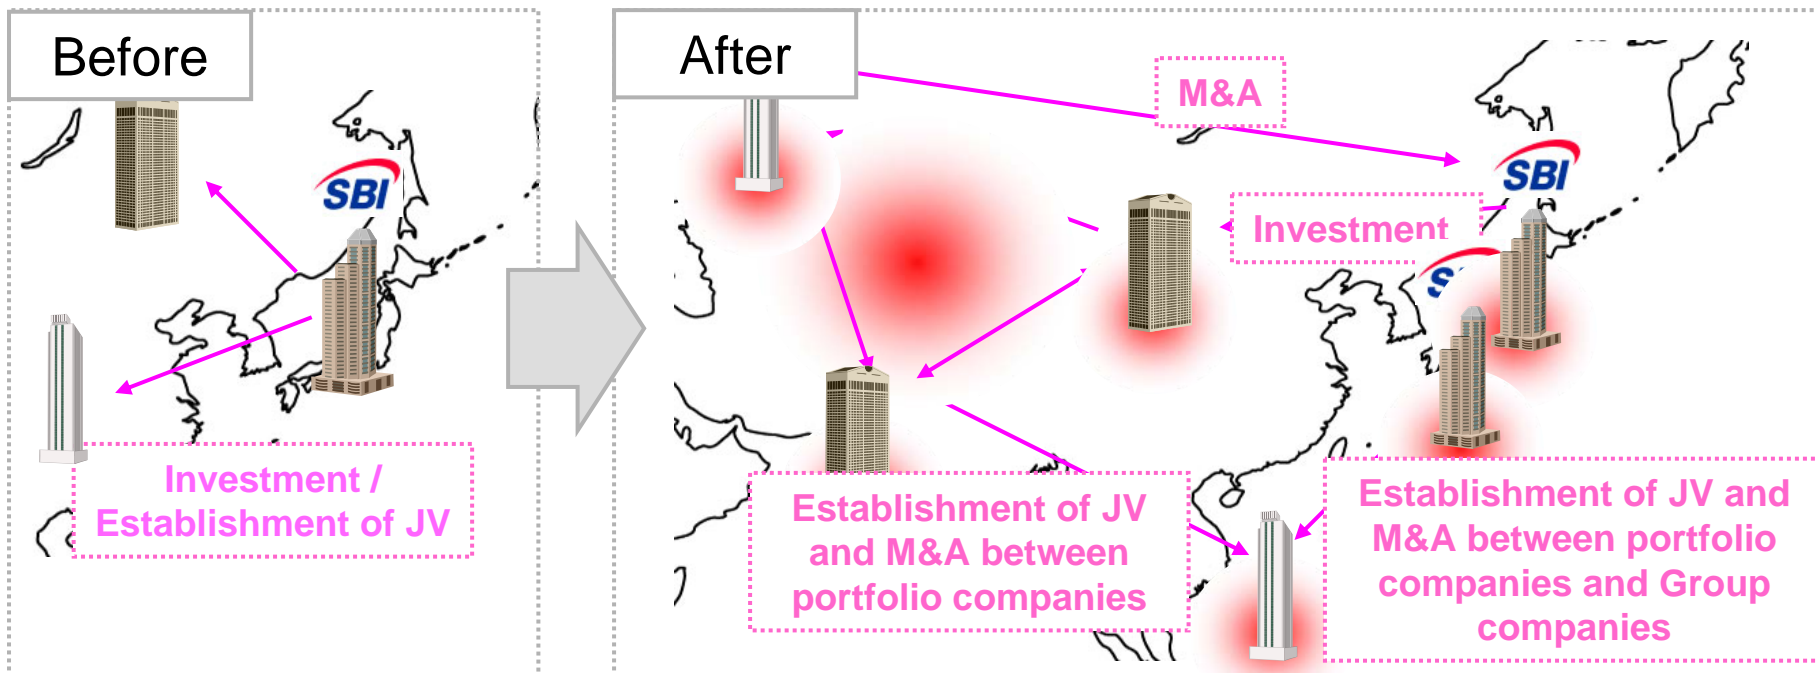 Before
SBI
Investment /
Establishment of JV
After
M&A
SBI
Investment
Establishment of JV
and M&A between
portfolio companies
Establishment of JV and
M&A between portfolio
companies and Group
companies